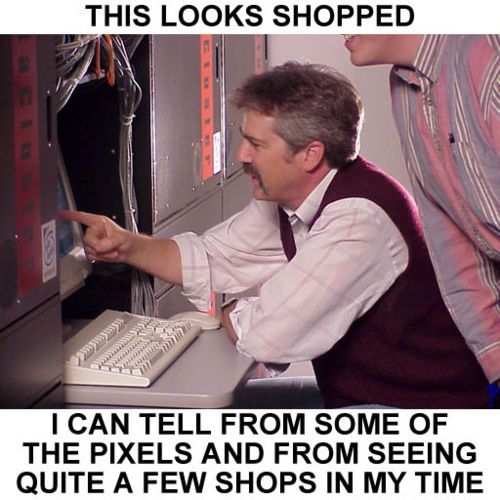 THIS LOOKS SHOPPED
cluster
I CAN TELL FROM SOME OF
THE PIXELS AND FROM SEEING
QUITE A FEW SHOPS IN MY TIME